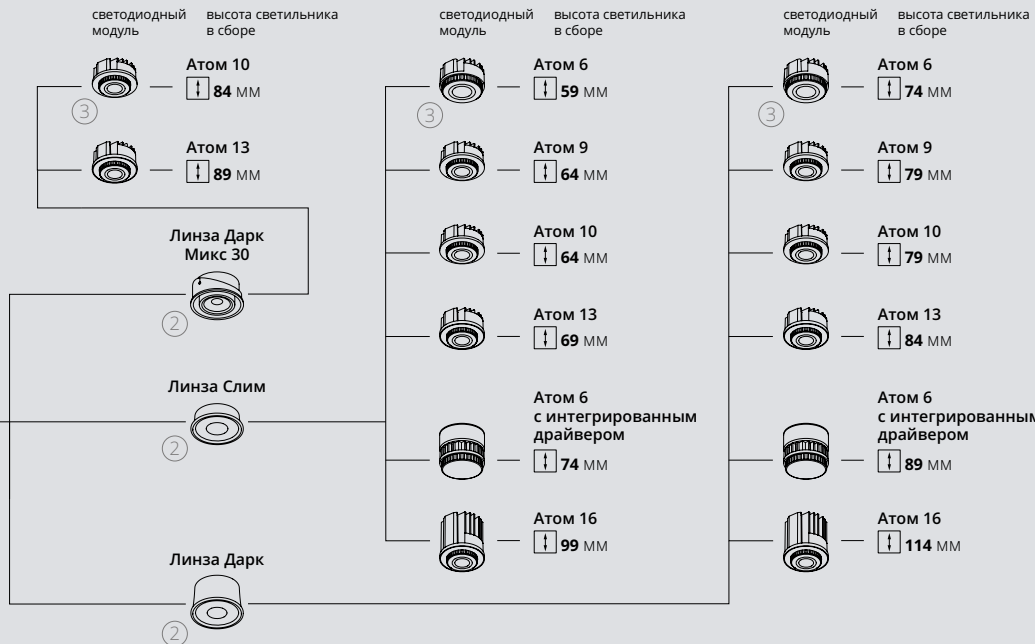 светодиодный
модуль
высота светильника
в сборе
Атом 10
84 мм
3
Атом 13
89 мм
Линза Дарк
Микс 30
2
Линза Слим
2
Линза Дарк
2
светодиодный
модуль
высота светильника
в сборе
Атом 6
59 мм
3
Атом 9
64 мм
Атом 10
64 мм
Атом 13
69 мм
Атом 6
с интегрированным
драйвером
74 мм
Атом 16
99 мм
светодиодный
модуль
высота светильника
в сборе
Атом 6
74 мм
3
Атом 9
79 мм
Атом 10
79 мм
Атом 13
84 мм
Атом 6
с интегрированным
драйвером
89 мм
Атом 16
114 мм